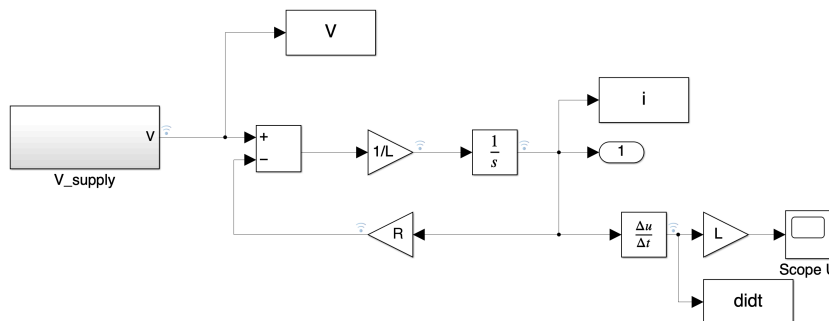 V
i
V
+
−
1/L
1
s
1
V_supply
R
Δu
Δt
L
Scope U
didt